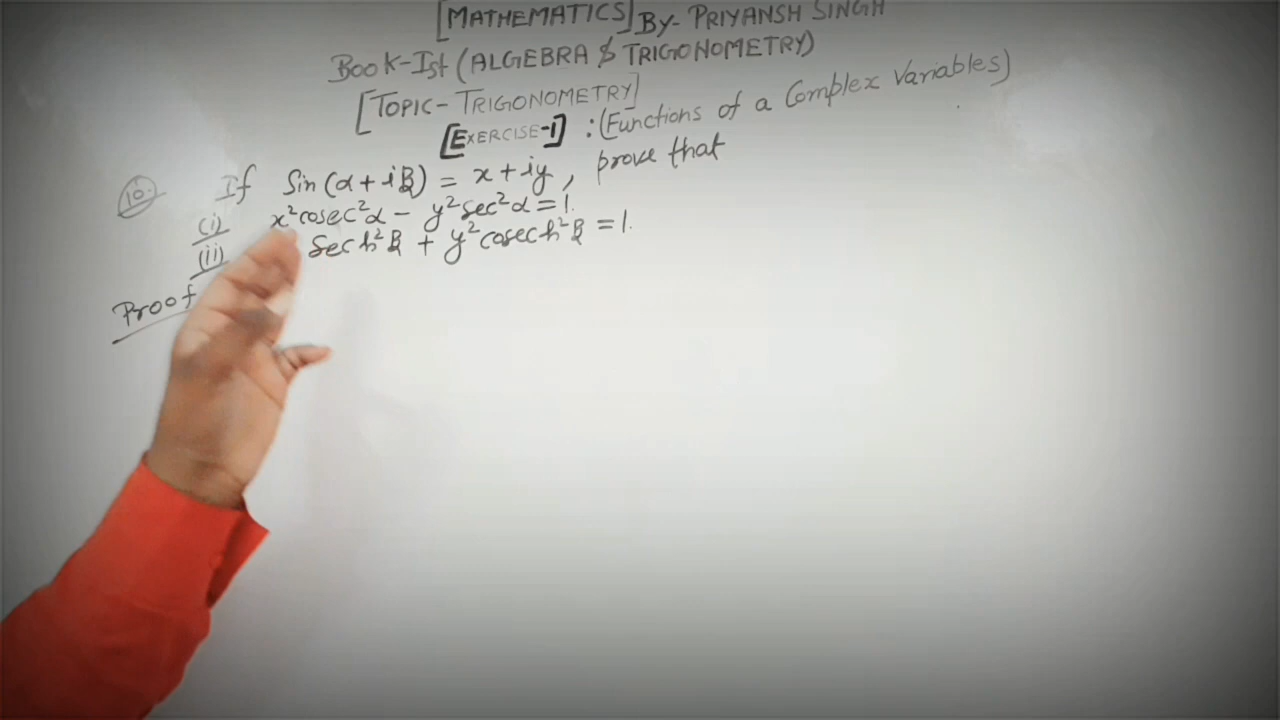 [MATHEMATICS] By- PRIYANSH SINGH
BOOK-Ist (ALGEBRA & TRIGONOMETRY)
[TOPIC- TRIGONOMETRY]
[EXERCISE-1] : (Functions of a Complex Variables)
10. If Sin(α + iβ) = x + iy, prove that
(i) x²cosec²α - y²sec²α = 1.
(ii) Sech²β + y²cosech²β = 1.
Proof